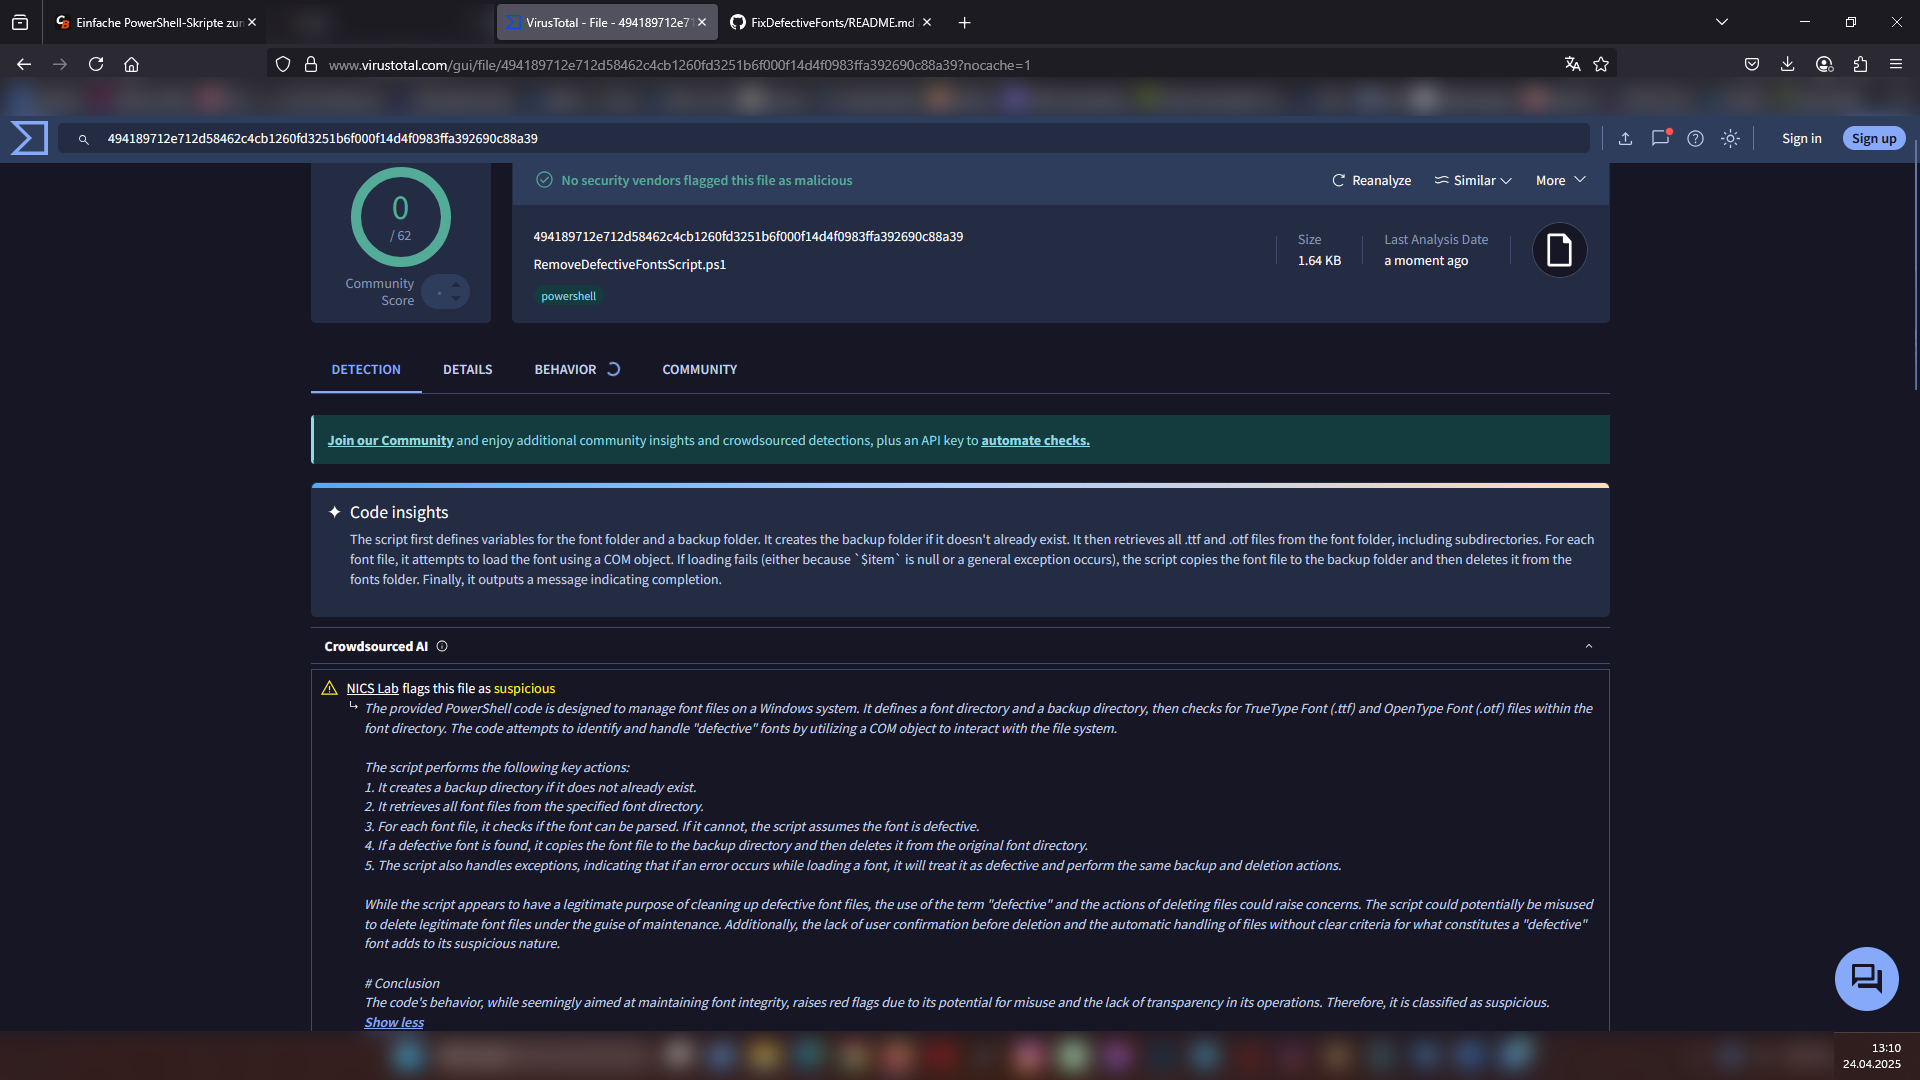 Einfache PowerShell-Skripte zur
VirusTotal - File - 494189712e71
FixDefectiveFonts/README.md
www.virustotal.com/gui/file/494189712e712d58462c4cb1260fd3251b6f000f14d4f0983ffa392690c88a39?nocache=1
494189712e712d58462c4cb1260fd3251b6f000f14d4f0983ffa392690c88a39
Sign in
Sign up
0
/ 62
Community
Score
No security vendors flagged this file as malicious
Reanalyze
Similar
More
494189712e712d58462c4cb1260fd3251b6f000f14d4f0983ffa392690c88a39
RemoveDefectiveFontsScript.ps1
powershell
Size
1.64 KB
Last Analysis Date
a moment ago
DETECTION
DETAILS
BEHAVIOR
COMMUNITY
Join our Community and enjoy additional community insights and crowdsourced detections, plus an API key to automate checks.
Code insights
The script first defines variables for the font folder and a backup folder. It creates the backup folder if it doesn't already exist. It then retrieves all .ttf and .otf files from the font folder, including subdirectories. For each
font file, it attempts to load the font using a COM object. If loading fails (either because `$item` is null or a general exception occurs), the script copies the font file to the backup folder and then deletes it from the
fonts folder. Finally, it outputs a message indicating completion.
Crowdsourced AI
NICS Lab flags this file as suspicious
The provided PowerShell code is designed to manage font files on a Windows system. It defines a font directory and a backup directory, then checks for TrueType Font (.ttf) and OpenType Font (.otf) files within the
font directory. The code attempts to identify and handle "defective" fonts by utilizing a COM object to interact with the file system.
The script performs the following key actions:
1. It creates a backup directory if it does not already exist.
2. It retrieves all font files from the specified font directory.
3. For each font file, it checks if the font can be parsed. If it cannot, the script assumes the font is defective.
4. If a defective font is found, it copies the font file to the backup directory and then deletes it from the original font directory.
5. The script also handles exceptions, indicating that if an error occurs while loading a font, it will treat it as defective and perform the same backup and deletion actions.
While the script appears to have a legitimate purpose of cleaning up defective font files, the use of the term "defective" and the actions of deleting files could raise concerns. The script could potentially be misused
to delete legitimate font files under the guise of maintenance. Additionally, the lack of user confirmation before deletion and the automatic handling of files without clear criteria for what constitutes a "defective"
font adds to its suspicious nature.
# Conclusion
The code's behavior, while seemingly aimed at maintaining font integrity, raises red flags due to its potential for misuse and the lack of transparency in its operations. Therefore, it is classified as suspicious.
Show less
13:10
24.04.2025